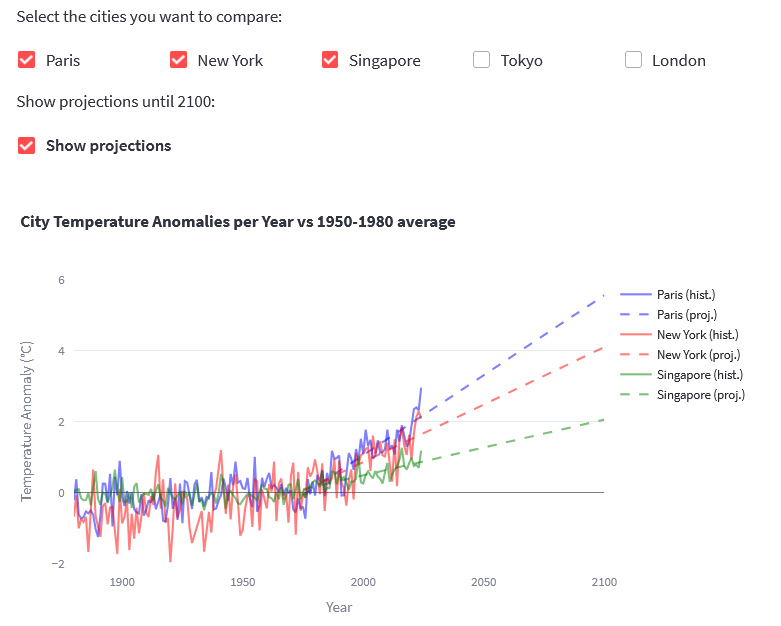 Select the cities you want to compare:
Paris New York Singapore Tokyo London
Show projections until 2100:
Show projections
City Temperature Anomalies per Year vs 1950-1980 average
6
4
2
0
−2
Temperature Anomaly (°C)
1900 1950 2000 2050 2100
Year
Paris (hist.)
Paris (proj.)
New York (hist.)
New York (proj.)
Singapore (hist.)
Singapore (proj.)